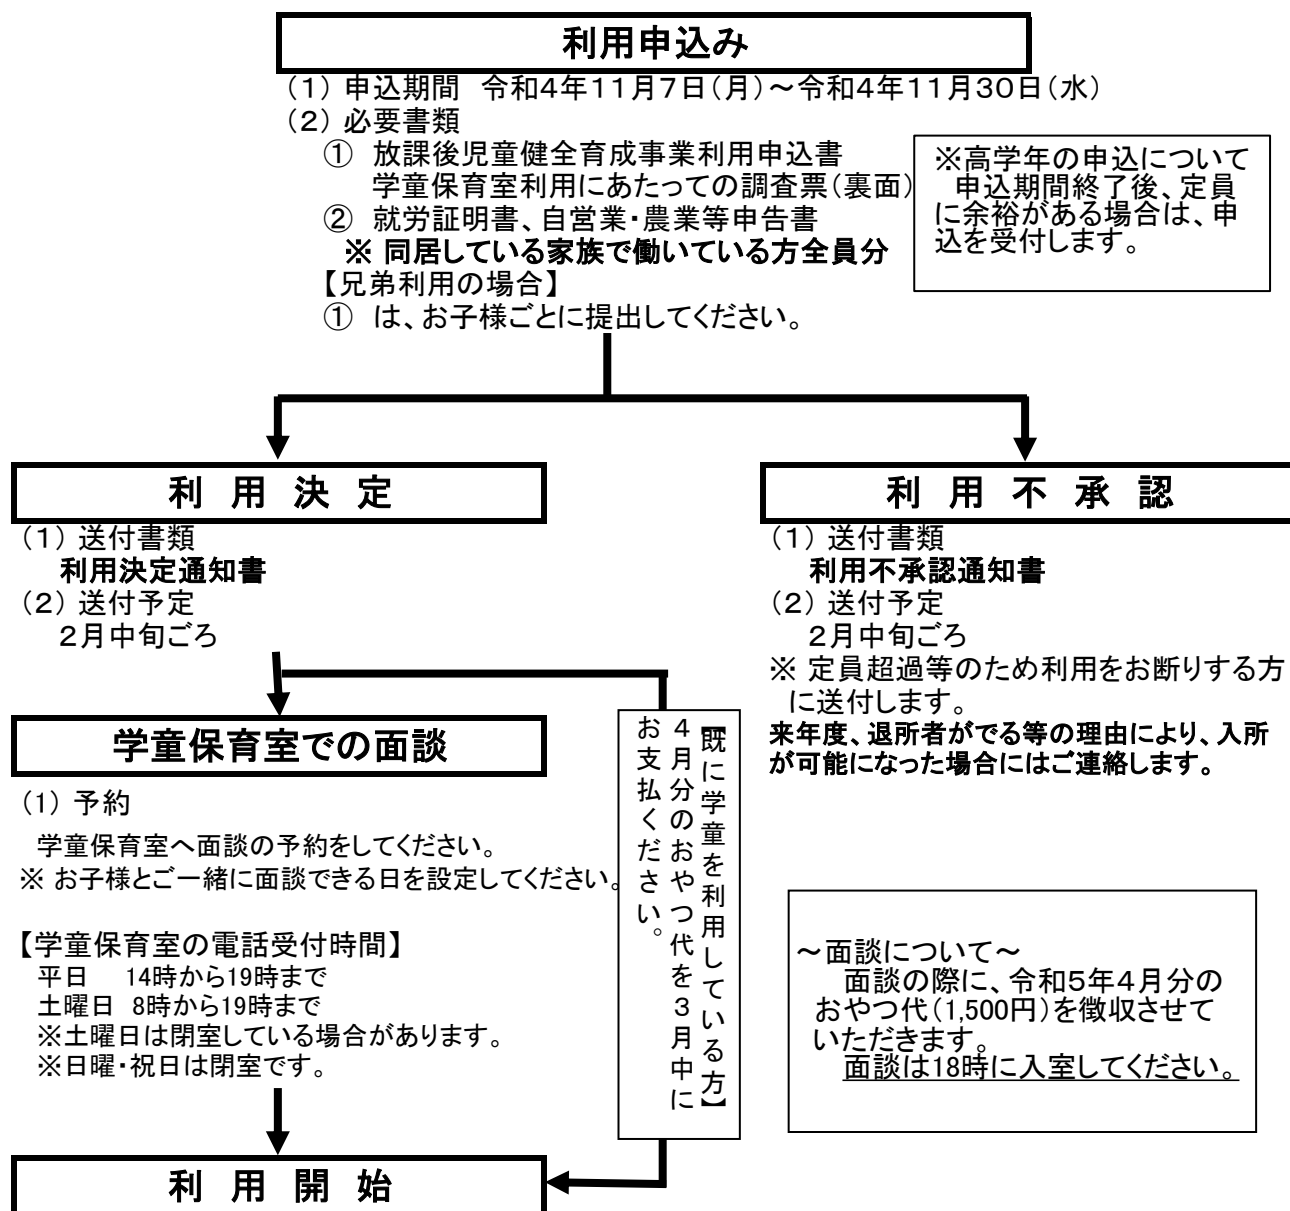 利用申込み
（１） 申込期間　令和４年１１月７日（月）～令和４年１１月３０日（水）
（２） 必要書類
①　放課後児童健全育成事業利用申込書
学童保育室利用にあたっての調査票（裏面）
②　就労証明書、自営業・農業等申告書
※ 同居している家族で働いている方全員分
【兄弟利用の場合】
①　は、お子様ごとに提出してください。
※高学年の申込について
申込期間終了後、定員
に余裕がある場合は、申
込を受付します。
利　用　決　定
（１） 送付書類
利用決定通知書
（２） 送付予定
２月中旬ごろ
利　用　不　承　認
（１） 送付書類
利用不承認通知書
（２） 送付予定
２月中旬ごろ
※ 定員超過等のため利用をお断りする方
に送付します。
来年度、退所者がでる等の理由により、入所
が可能になった場合にはご連絡します。
学童保育室での面談
（1） 予約
学童保育室へ面談の予約をしてください。
※ お子様とご一緒に面談できる日を設定してください。
【学童保育室の電話受付時間】
平日　　14時から19時まで
土曜日　8時から19時まで
※土曜日は閉室している場合があります。
※日曜・祝日は閉室です。
【既に学童を利用している方】
４月分のおやつ代を３月中に
お支払ください。
～面談について～
面談の際に、令和５年４月分の
おやつ代（1,500円）を徴収させて
いただきます。
面談は18時に入室してください。
利　用　開　始